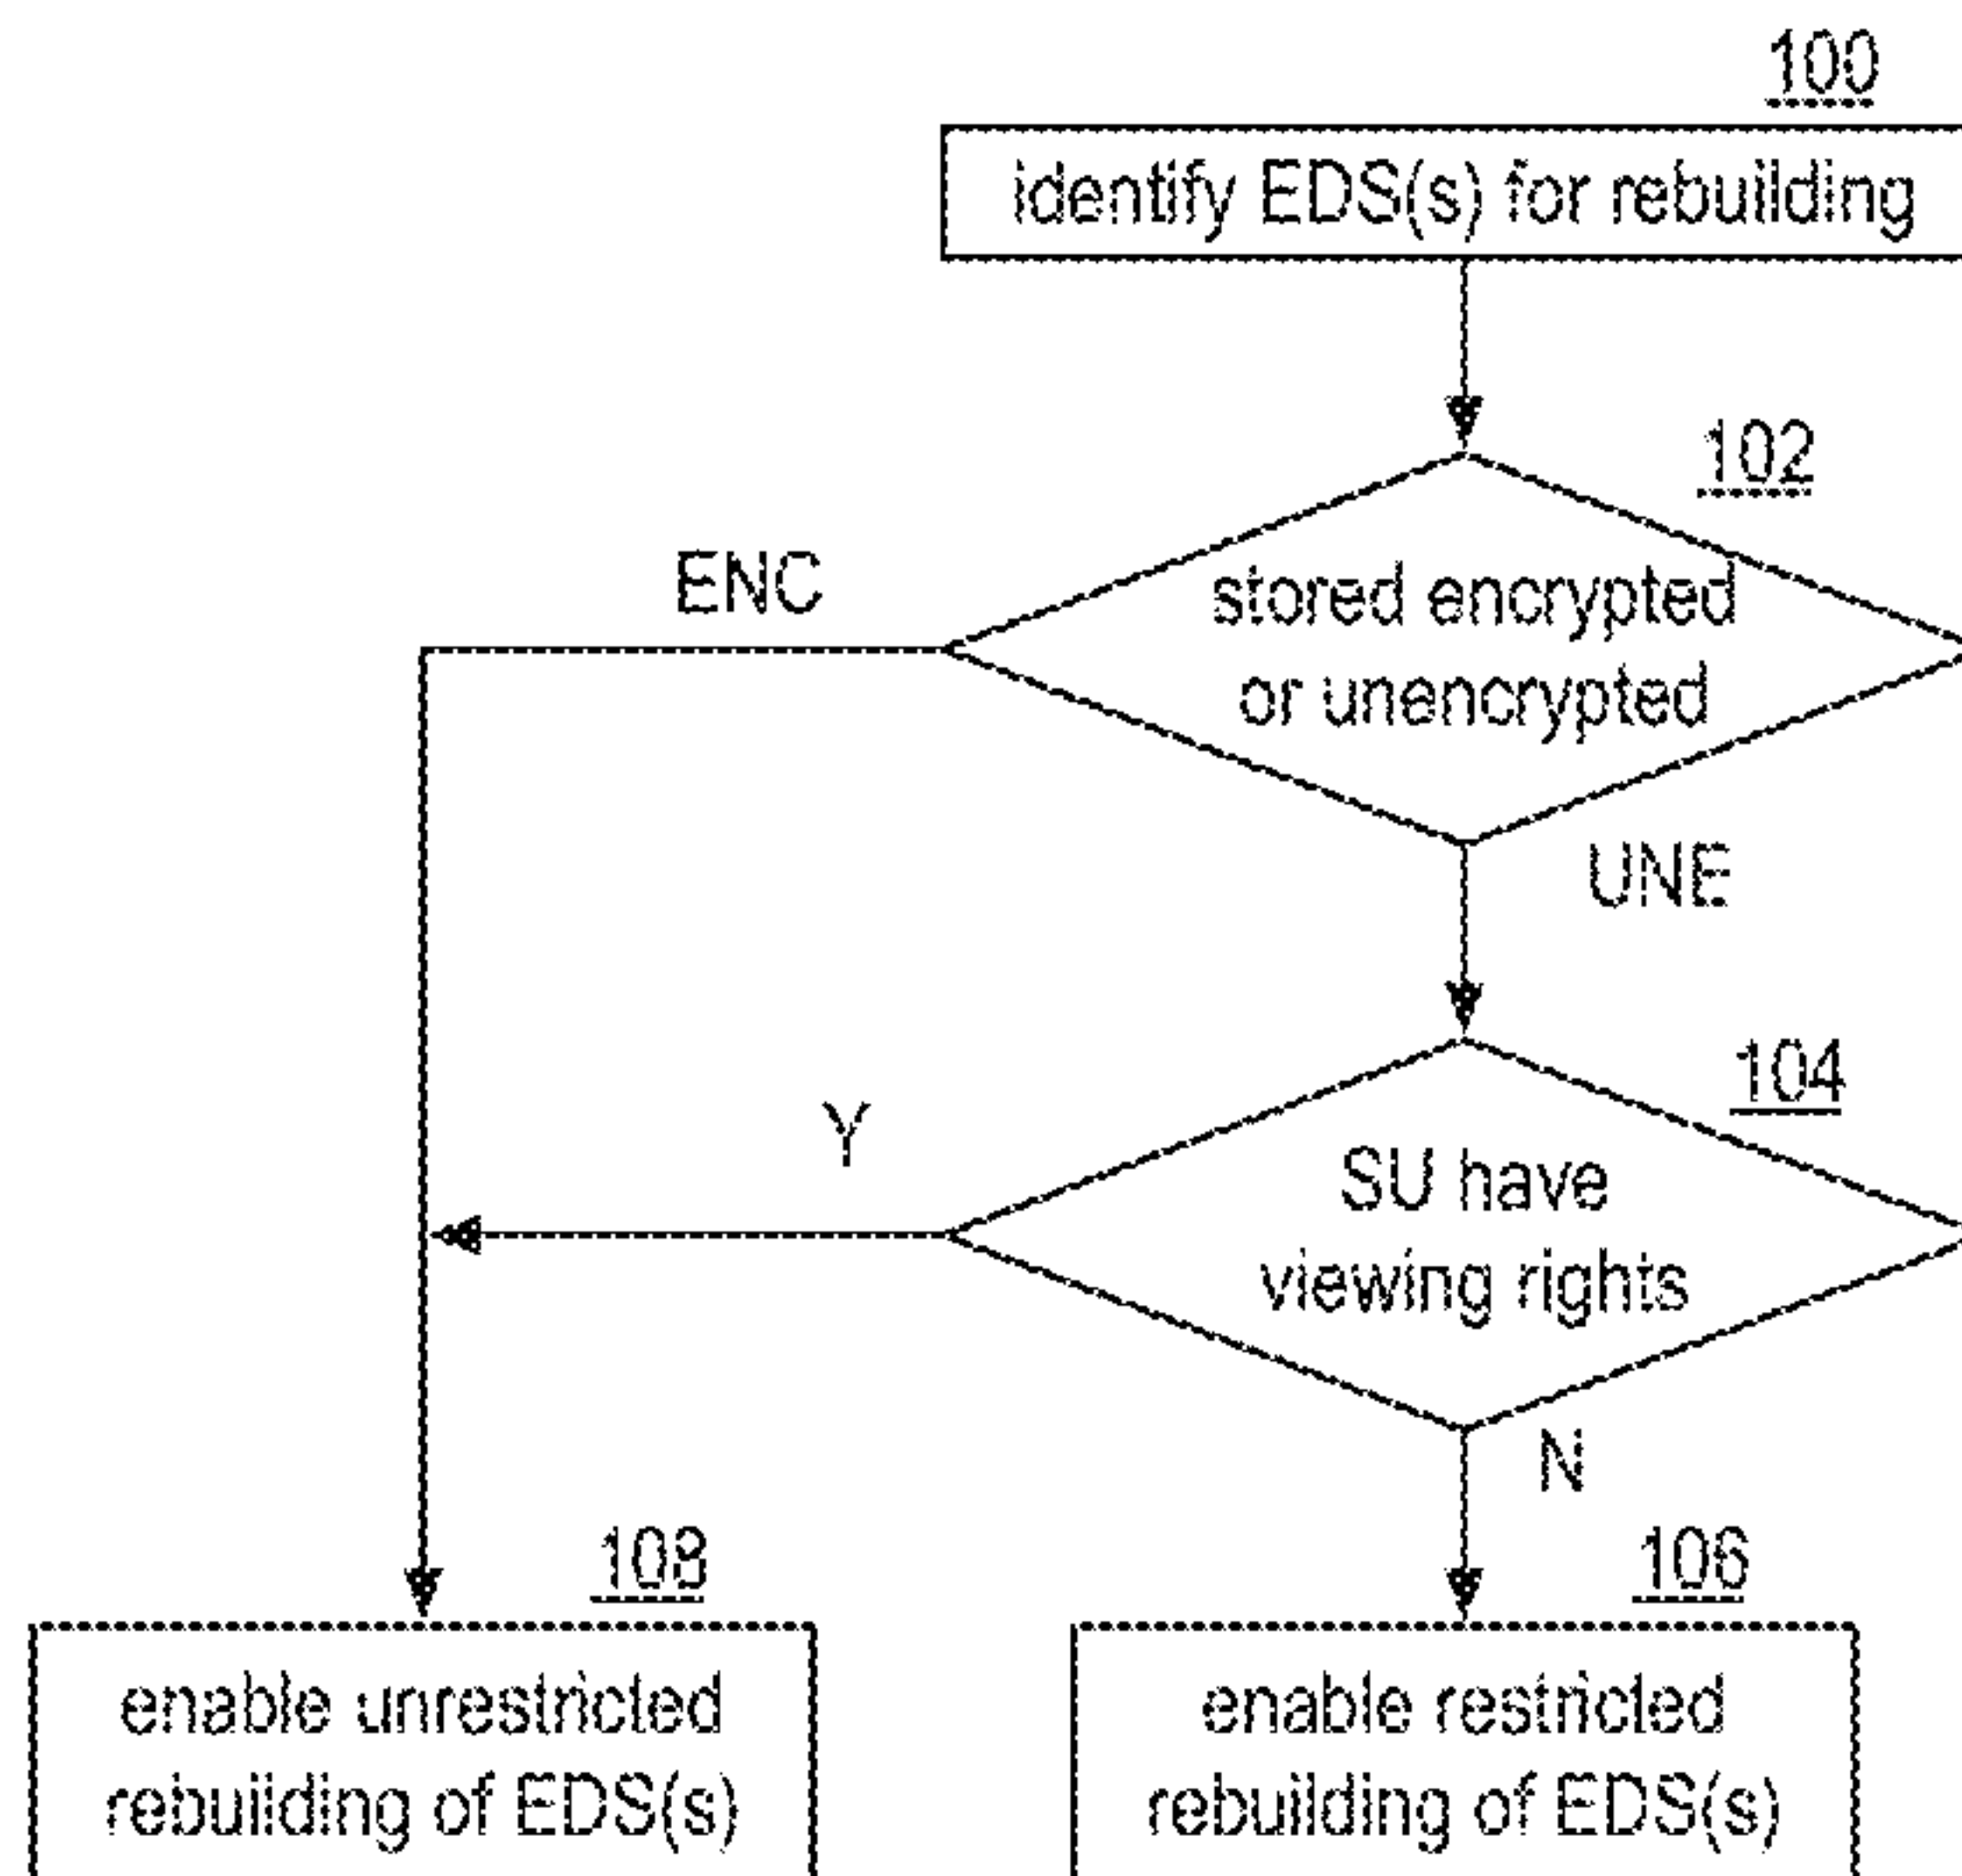 100
identify EDS(s) for rebuilding
102
ENC
stored encrypted
or unencrypted
UNE
104
Y
SU have
viewing rights
N
108
106
enable unrestricted
rebuilding of EDS(s)
enable restricted
rebuilding of EDS(s)